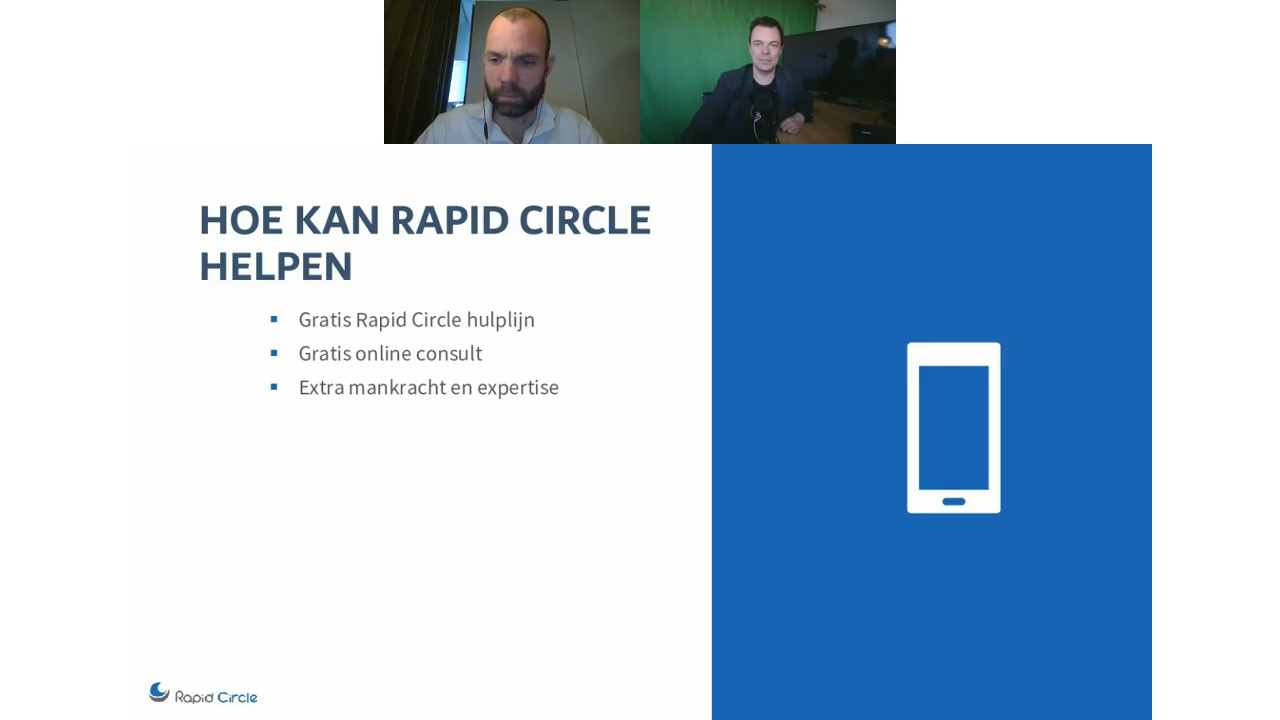 HOE KAN RAPID CIRCLE
HELPEN
▪ Gratis Rapid Circle hulplijn
▪ Gratis online consult
▪ Extra mankracht en expertise
Rapid Circle